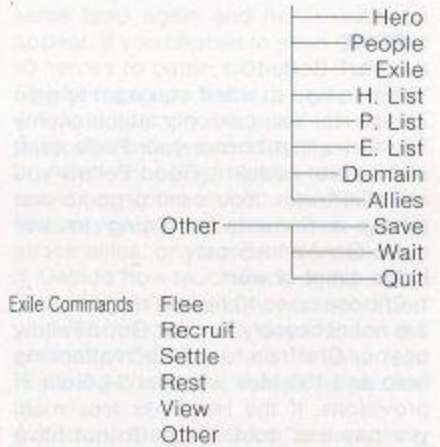 Hero
People
Exile
H. List
P. List
E. List
Domain
Allies
Other Save
Wait
Quit
Exile Commands Flee
Recruit
Settle
Rest
View
Other